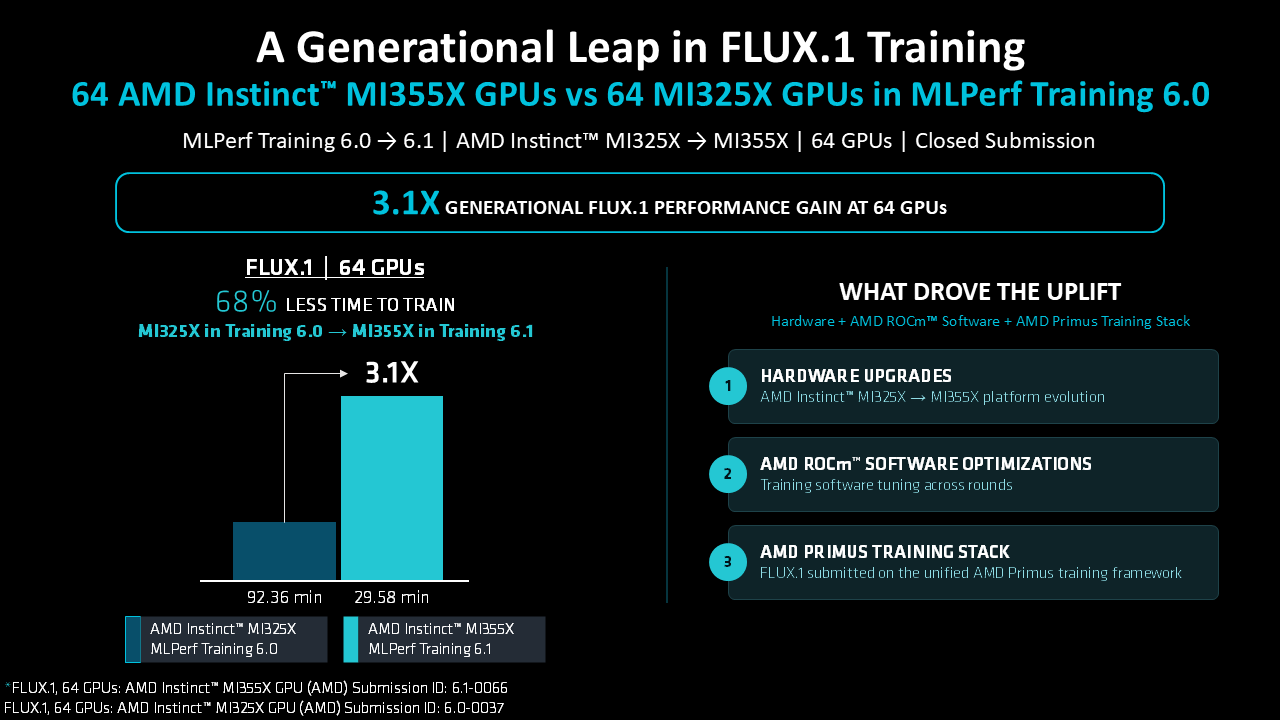 A Generational Leap in FLUX.1 Training
64 AMD Instinct™ MI355X GPUs vs 64 MI325X GPUs in MLPerf Training 6.0
MLPerf Training 6.0 → 6.1 | AMD Instinct™ MI325X → MI355X | 64 GPUs | Closed Submission
3.1X GENERATIONAL FLUX.1 PERFORMANCE GAIN AT 64 GPUs
FLUX.1 | 64 GPUs
68% LESS TIME TO TRAIN
MI325X in Training 6.0 → MI355X in Training 6.1
3.1X
92.36 min
29.58 min
AMD Instinct™ MI325X
MLPerf Training 6.0
AMD Instinct™ MI355X
MLPerf Training 6.1
WHAT DROVE THE UPLIFT
Hardware + AMD ROCm™ Software + AMD Primus Training Stack
1
HARDWARE UPGRADES
AMD Instinct™ MI325X → MI355X platform evolution
2
AMD ROCm™ SOFTWARE OPTIMIZATIONS
Training software tuning across rounds
3
AMD PRIMUS TRAINING STACK
FLUX.1 submitted on the unified AMD Primus training framework
*FLUX.1, 64 GPUs: AMD Instinct™ MI355X GPU (AMD) Submission ID: 6.1-0066
FLUX.1, 64 GPUs: AMD Instinct™ MI325X GPU (AMD) Submission ID: 6.0-0037